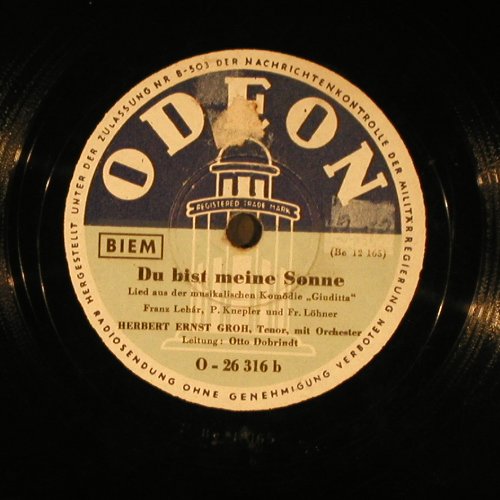 HERGESTELLT UNTER DER ZULASSUNG NR B-503 DER NACHRICHTENKONTROLLE DER MILITÄRREGIERUNG
ODEON
REGISTERED TRADE MARK
BIEM
(Be 12 165)
Du bist meine Sonne
Lied aus der musikalischen Komödie „Giuditta“
Franz Lehár, P. Knepler und Fr. Löhner
HERBERT ERNST GROH, Tenor, mit Orchester
Leitung: Otto Dobrindt
O - 26 316 b
RADIOSENDUNG OHNE GENEHMIGUNG VERBOTEN